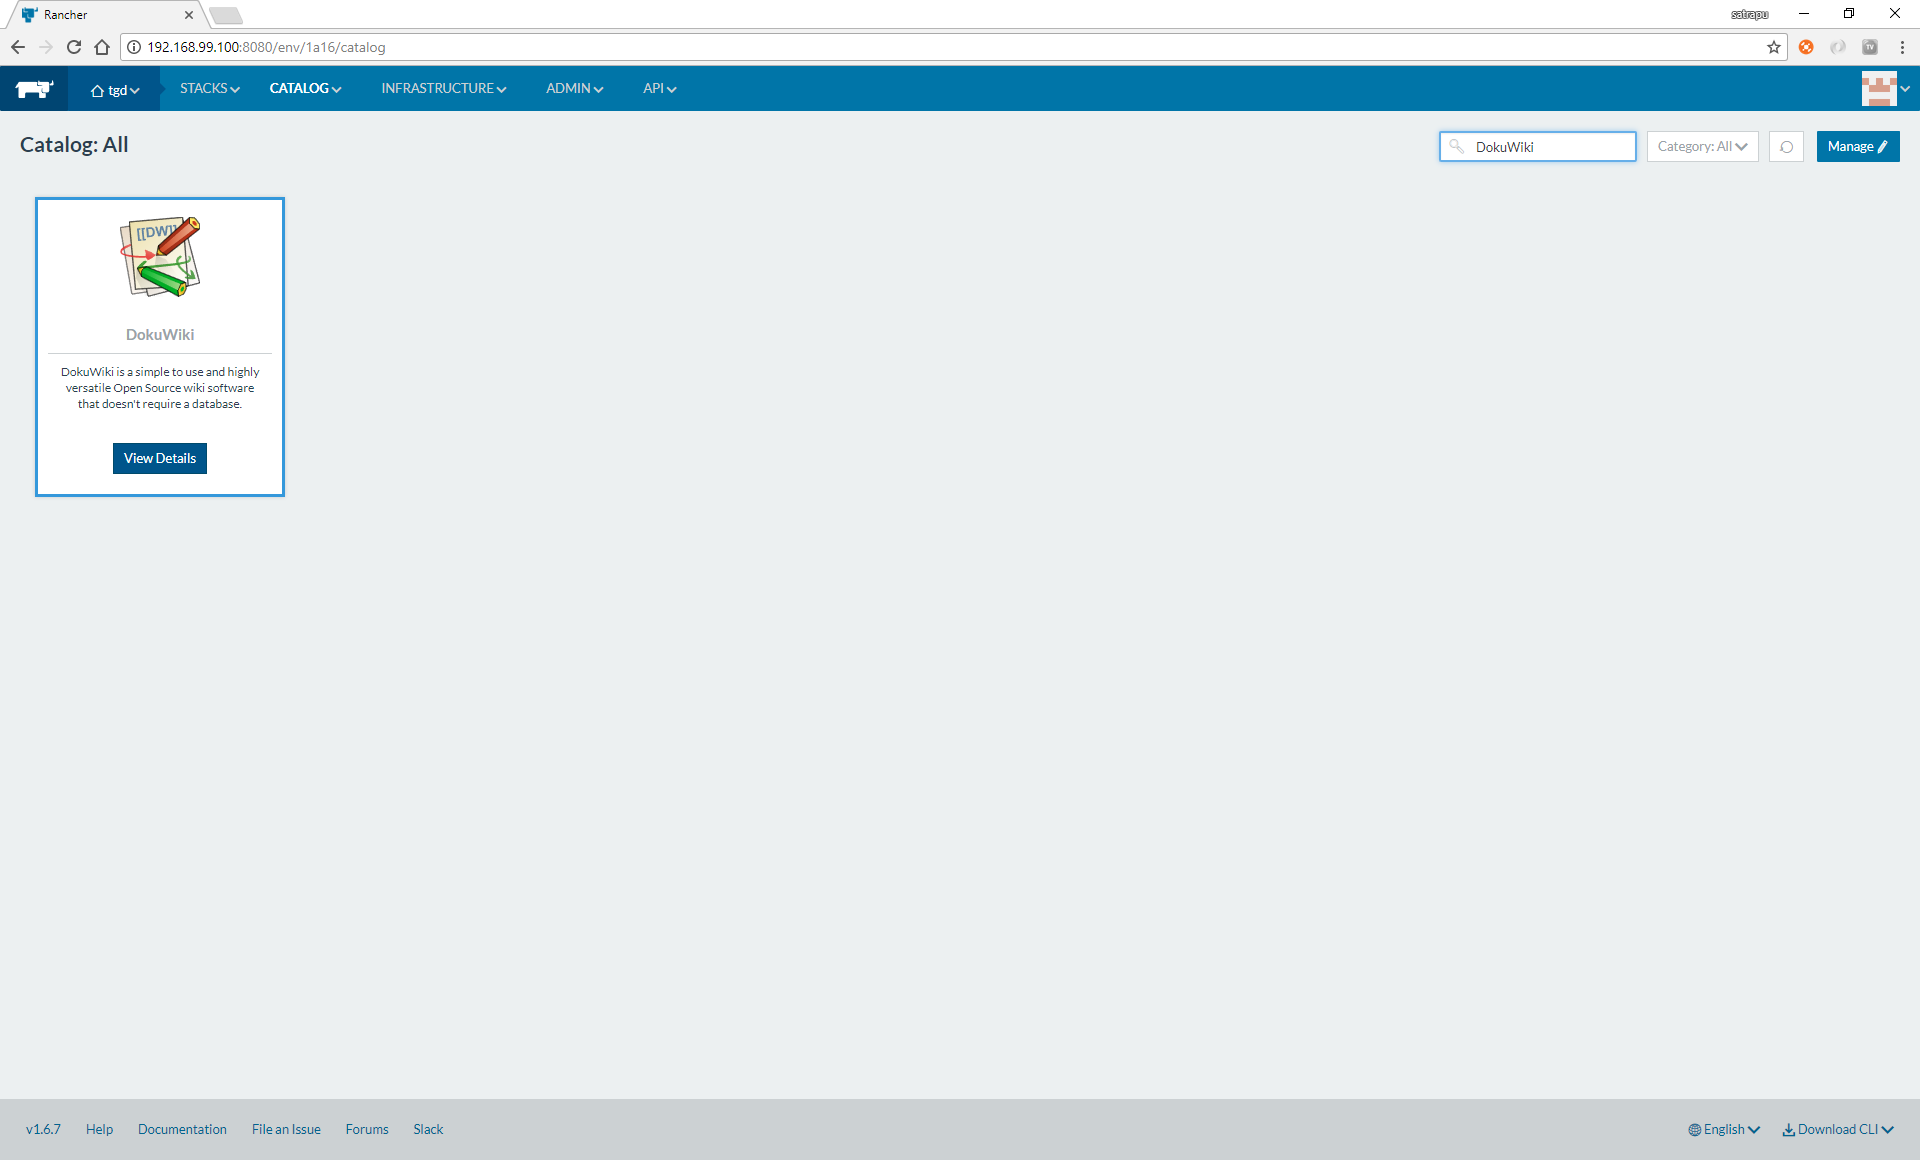 Rancher
satrapu
192.168.99.100:8080/env/1a16/catalog
TV
tgd
STACKS
CATALOG
INFRASTRUCTURE
ADMIN
API
Catalog: All
DokuWiki
Category: All
Manage
[[DW]]
DokuWiki
DokuWiki is a simple to use and highly
versatile Open Source wiki software
that doesn't require a database.
View Details
v1.6.7
Help
Documentation
File an Issue
Forums
Slack
English
Download CLI